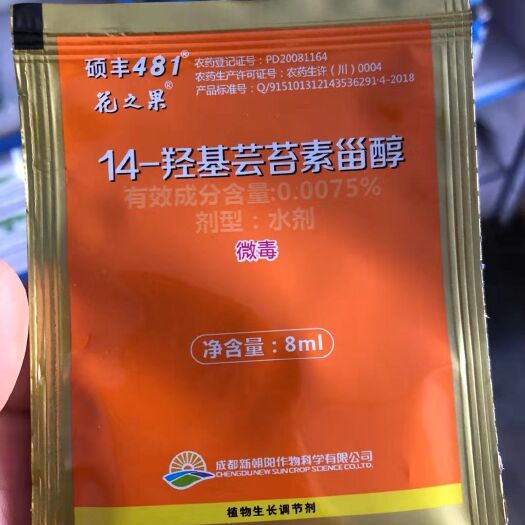 硕丰481®
花之果®
农药登记证号：PD20081164
农药生产许可证号：农药生许（川）0004
产品标准号：Q/915101312143536291·4-2018
14-羟基芸苔素甾醇
有效成分含量:0.0075%
剂型：水剂
微毒
净含量：8ml
成都新朝阳作物科学有限公司
CHENGDU NEW SUN CROP SCIENCE CO.,LTD.
植物生长调节剂